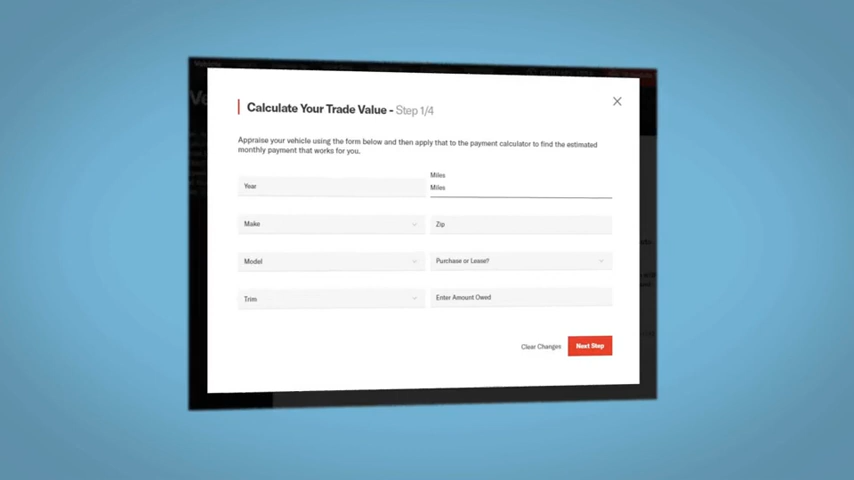 Calculate Your Trade Value - Step 1/4
Appraise your vehicle using the form below and then apply that to the payment calculator to find the estimated
monthly payment that works for you.
Year
Miles
Miles
Make
Zip
Model
Purchase or Lease?
Trim
Enter Amount Owed
Clear Changes
Next Step